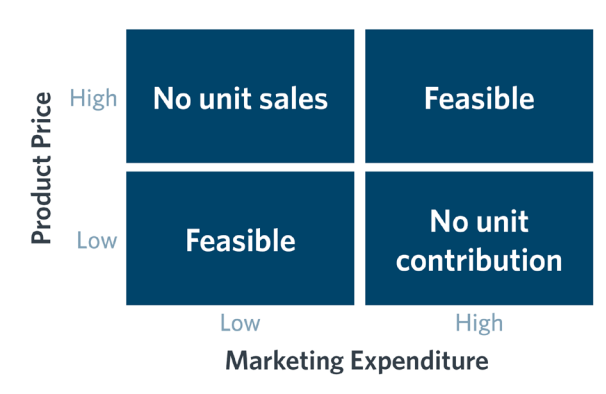 Product Price
High
No unit sales
Feasible
Low
Feasible
No unit
contribution
Low
High
Marketing Expenditure